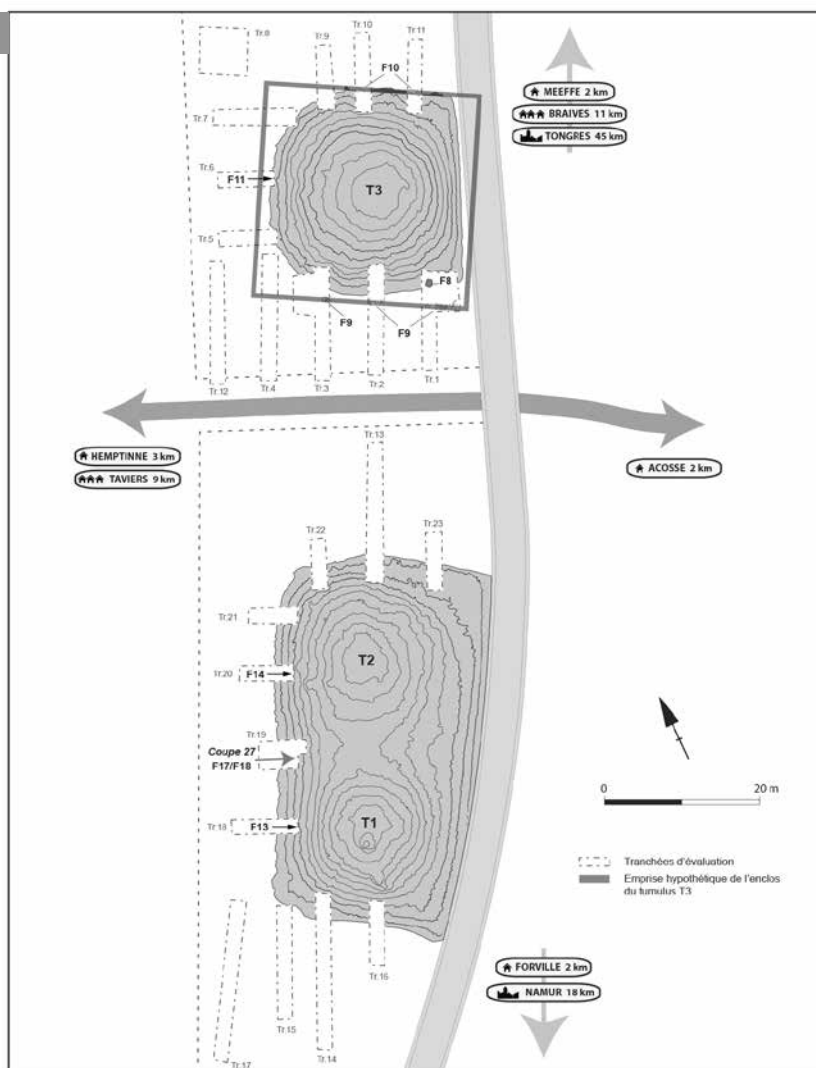 Tr.8
Tr.9
Tr.10
Tr.11
F10
Tr.7
Tr.6
F11
T3
Tr.5
F8
F9
F9
Tr.12
Tr.4
Tr.3
Tr.2
Tr.1
MEEFFE 2 km
BRAIVES 11 km
TONGRES 45 km
HEMPTINNE 3 km
TAVIERS 9 km
ACOSSE 2 km
Tr.13
Tr.22
Tr.23
Tr.21
T2
Tr.20
F14
Tr.19
Coupe 27
F17/F18
Tr.18
F13
T1
Tr.16
Tr.15
Tr.14
Tr.17
0
20 m
Tranchées d'évaluation
Emprise hypothétique de l'enclos
du tumulus T3
FORVILLE 2 km
NAMUR 18 km